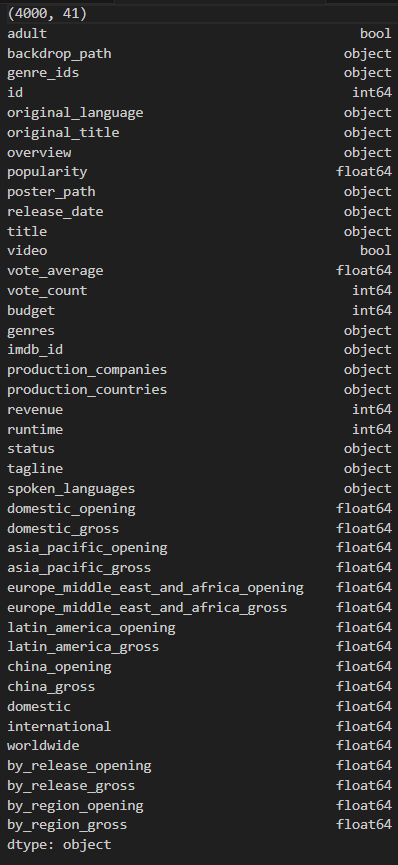 (4000, 41)
adult bool
backdrop_path object
genre_ids object
id int64
original_language object
original_title object
overview object
popularity float64
poster_path object
release_date object
title object
video bool
vote_average float64
vote_count int64
budget int64
genres object
imdb_id object
production_companies object
production_countries object
revenue int64
runtime int64
status object
tagline object
spoken_languages object
domestic_opening float64
domestic_gross float64
asia_pacific_opening float64
asia_pacific_gross float64
europe_middle_east_and_africa_opening float64
europe_middle_east_and_africa_gross float64
latin_america_opening float64
latin_america_gross float64
china_opening float64
china_gross float64
domestic float64
international float64
worldwide float64
by_release_opening float64
by_release_gross float64
by_region_opening float64
by_region_gross float64
dtype: object